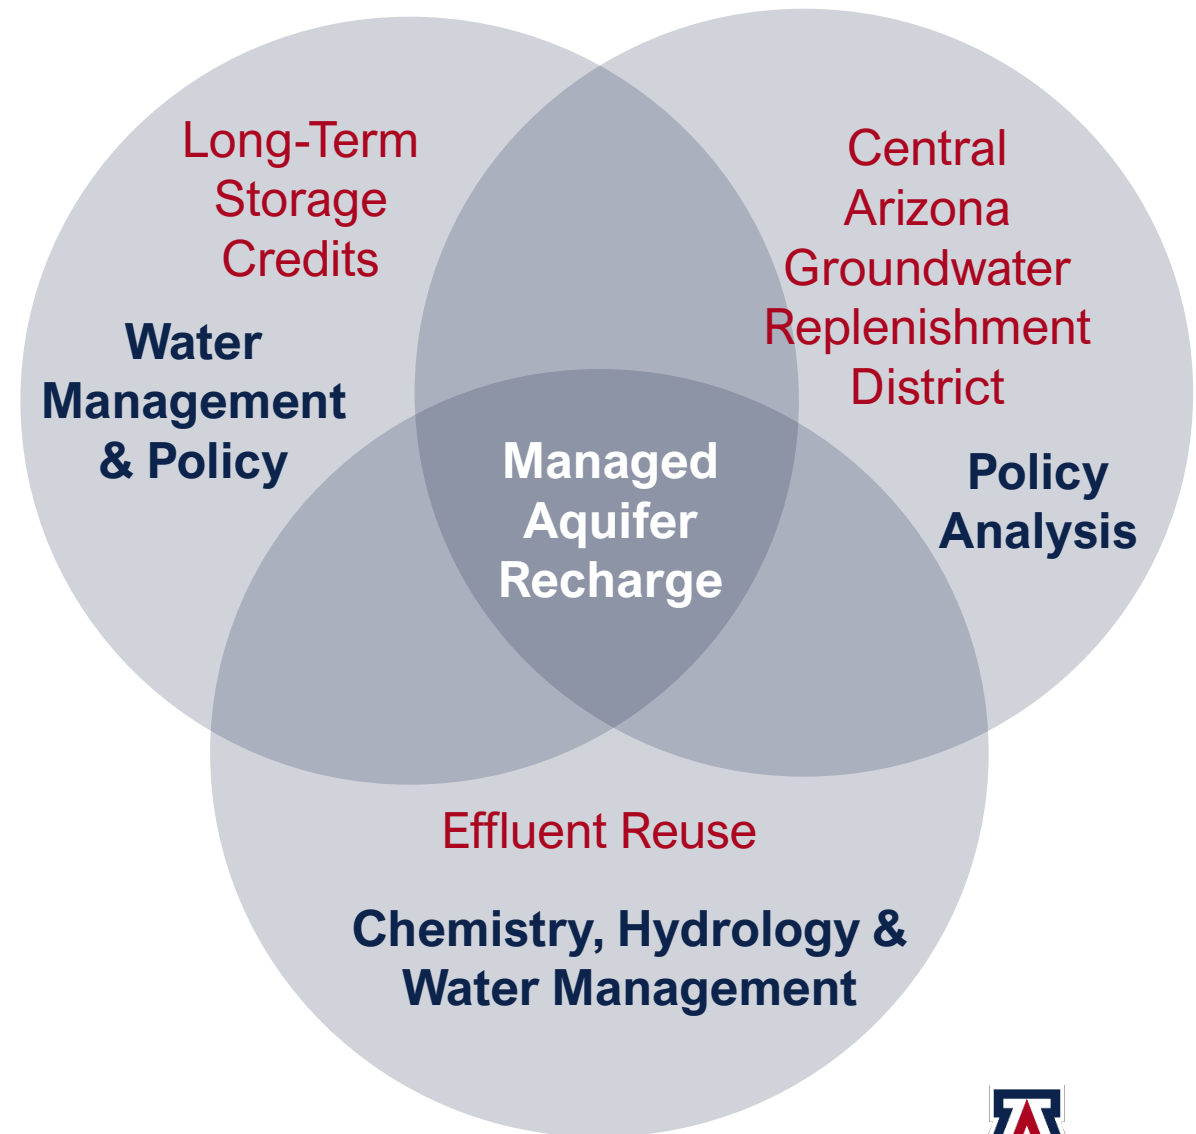 Long-Term
Storage
Credits
Water
Management
& Policy
Central
Arizona
Groundwater
Replenishment
District
Policy
Analysis
Managed
Aquifer
Recharge
Effluent Reuse
Chemistry, Hydrology &
Water Management